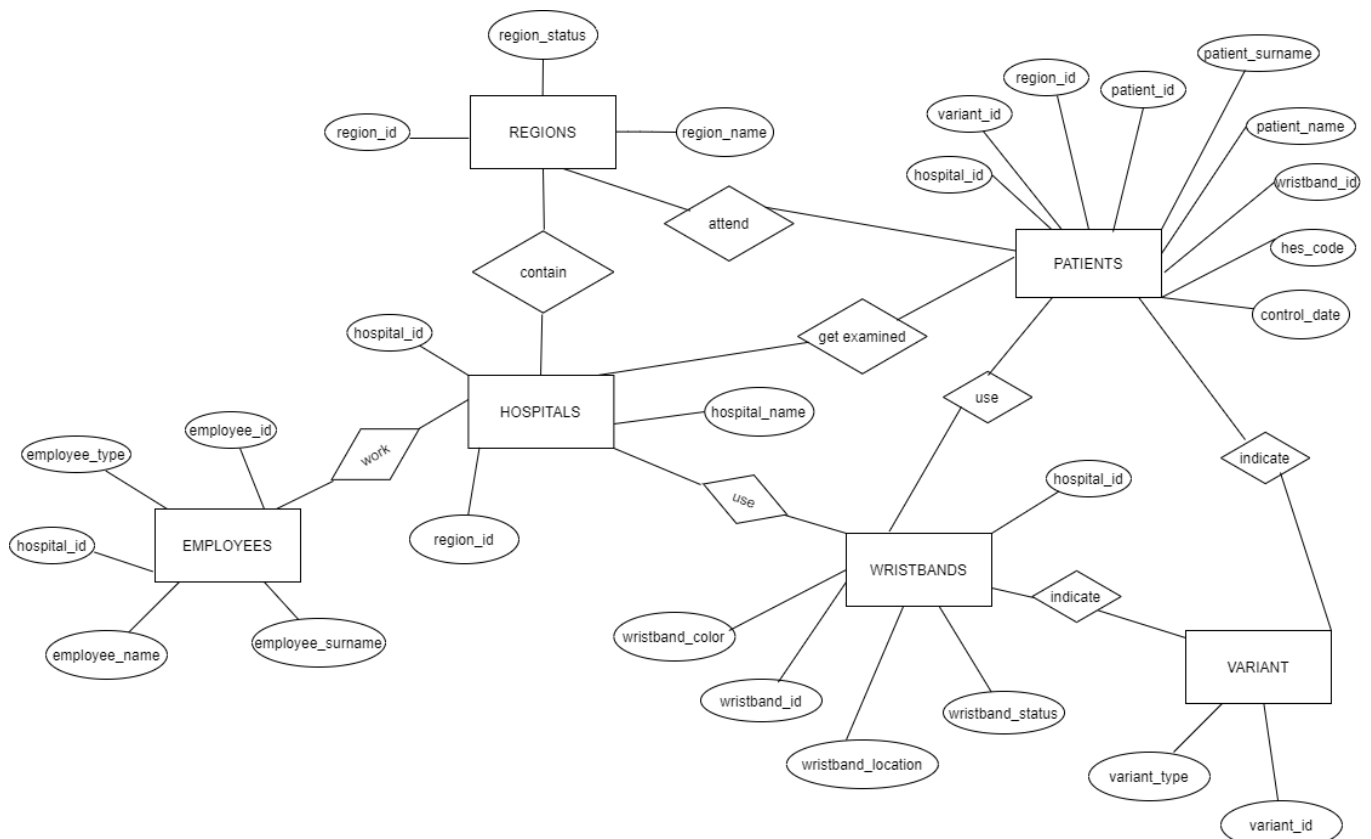 region_status
patient_surname
region_id
patient_id
variant_id
patient_name
region_id
REGIONS
region_name
hospital_id
wristband_id
attend
hes_code
PATIENTS
contain
control_date
hospital_id
get examined
HOSPITALS
hospital_name
use
employee_id
work
employee_type
indicate
hospital_id
use
region_id
hospital_id
EMPLOYEES
WRISTBANDS
indicate
wristband_color
employee_surname
employee_name
VARIANT
wristband_id
wristband_status
wristband_location
variant_type
variant_id